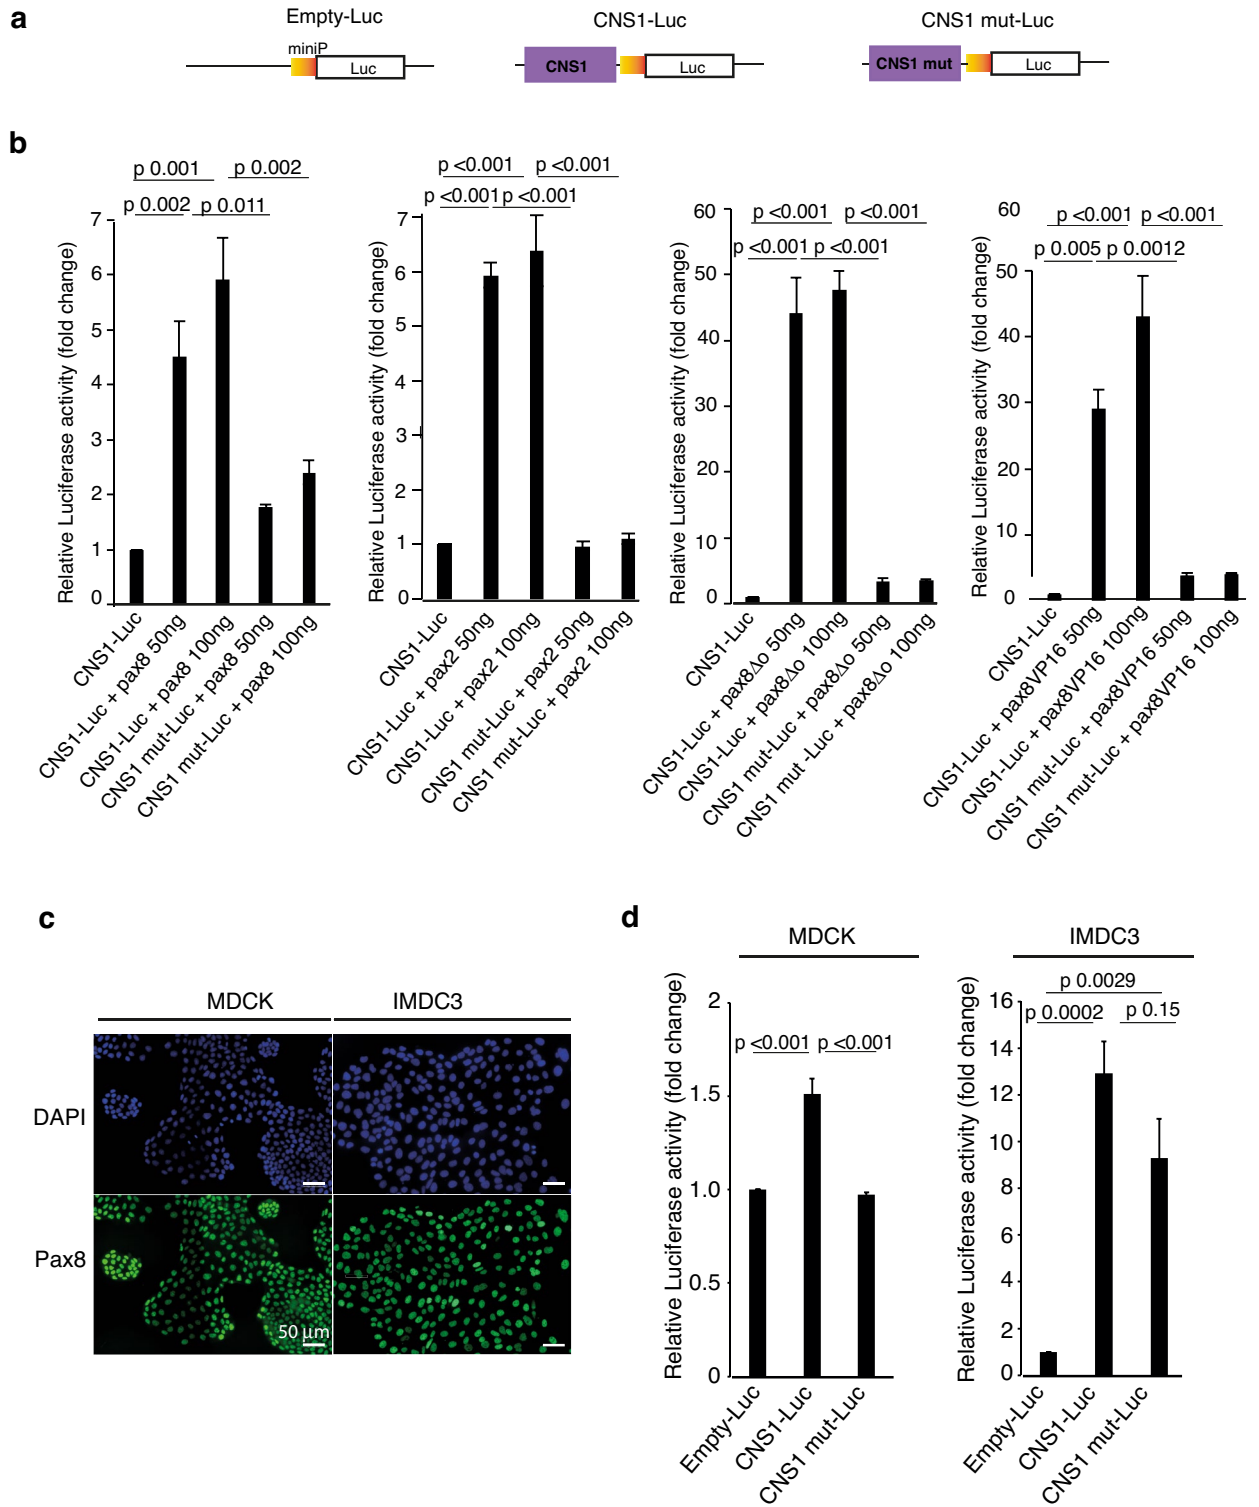 a
Empty-Luc
CNS1-Luc
CNS1 mut-Luc
miniP
Luc
CNS1
Luc
CNS1 mut
Luc
b
p 0.001
p 0.002
p 0.002
p 0.011
Relative Luciferase activity (fold change)
7
6
5
4
3
2
1
0
CNS1-Luc
CNS1-Luc + pax8 50ng
CNS1-Luc + pax8 100ng
CNS1 mut-Luc + pax8 50ng
CNS1 mut-Luc + pax8 100ng
p <0.001
p <0.001
p <0.001
p <0.001
Relative Luciferase activity (fold change)
7
6
5
4
3
2
1
0
CNS1-Luc
CNS1-Luc + pax2 50ng
CNS1-Luc + pax2 100ng
CNS1 mut-Luc + pax2 50ng
CNS1 mut-Luc + pax2 100ng
p <0.001
p <0.001
p <0.001
p <0.001
Relative Luciferase activity (fold change)
60
50
40
30
20
10
0
CNS1-Luc
CNS1-Luc + pax8Δo 50ng
CNS1-Luc + pax8Δo 100ng
CNS1 mut-Luc + pax8Δo 50ng
CNS1 mut -Luc + pax8Δo 100ng
p <0.001
p <0.001
p 0.005
p 0.0012
Relative Luciferase activity (fold change)
60
50
40
30
20
10
0
CNS1-Luc
CNS1-Luc + pax8VP16 50ng
CNS1-Luc + pax8VP16 100ng
CNS1 mut-Luc + pax8VP16 50ng
CNS1 mut-Luc + pax8VP16 100ng
c
MDCK
IMDC3
DAPI
Pax8
50 µm
d
MDCK
p <0.001
p <0.001
Relative Luciferase activity (fold change)
2
1.5
1.0
0.5
0
Empty-Luc
CNS1-Luc
CNS1 mut-Luc
IMDC3
p 0.0029
p 0.0002
p 0.15
Relative Luciferase activity (fold change)
16
14
12
10
8
6
4
2
0
Empty-Luc
CNS1-Luc
CNS1 mut-Luc